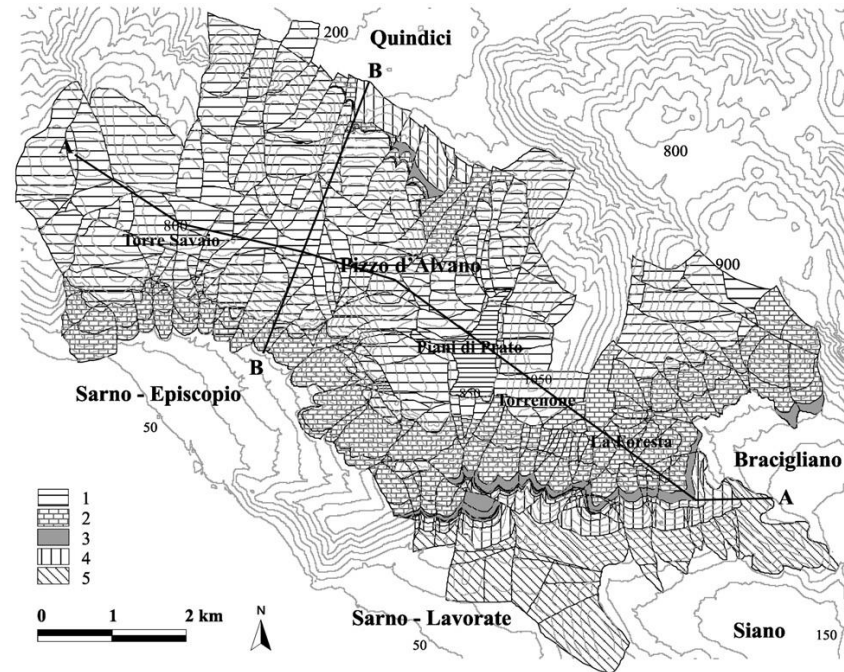 200
Quindici
B
800
A
800
Torre Savaio
Pizzo d'Alvano
900
Piani di Prato
B
Sarno - Episcopio
1050
850
Torrenone
50
La Foresta
Bracigliano
A
1
2
3
4
5
0 1 2 km
N
Sarno - Lavorate
50
Siano
150